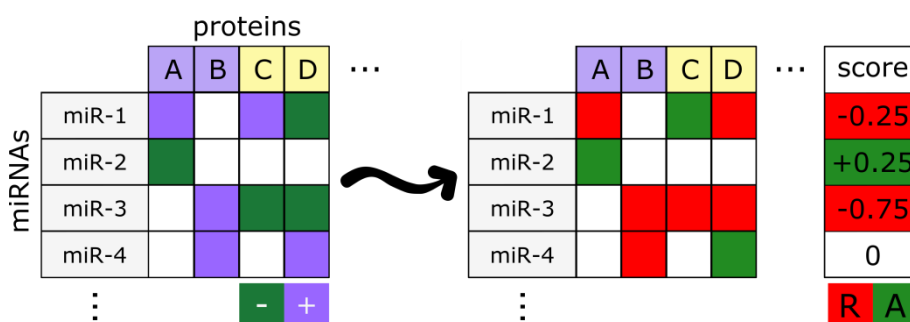 proteins
A B C D ...
miRNAs
miR-1
miR-2
miR-3
miR-4
⋮
- +
A B C D ... score
miR-1 -0.25
miR-2 +0.25
miR-3 -0.75
miR-4 0
⋮
R A